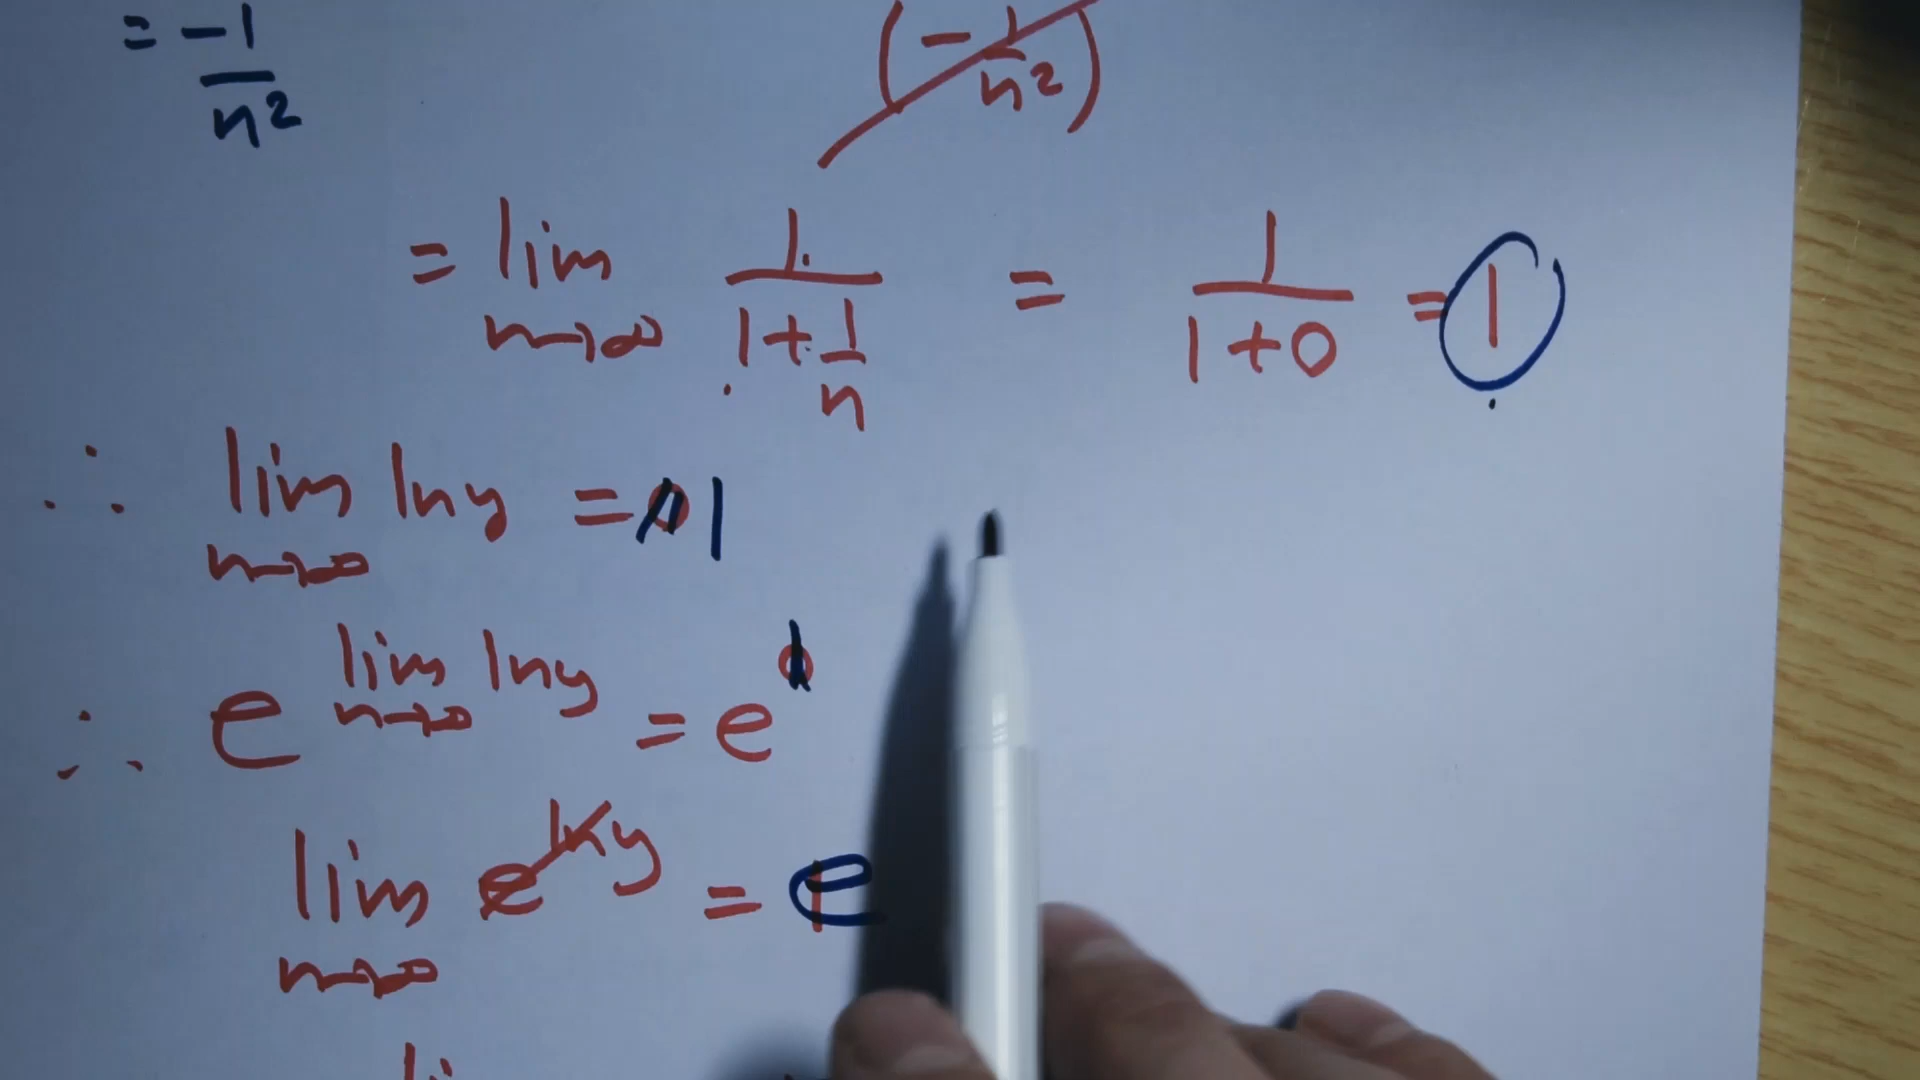 = -1/n²
(-1/n²)
= lim n→∞ 1/(1+1/n) = 1/(1+0) = 1
∴ lim n→∞ ln y = 1
∴ e^(lim n→∞ ln y) = e^1
lim n→∞ e^(ln y) = e